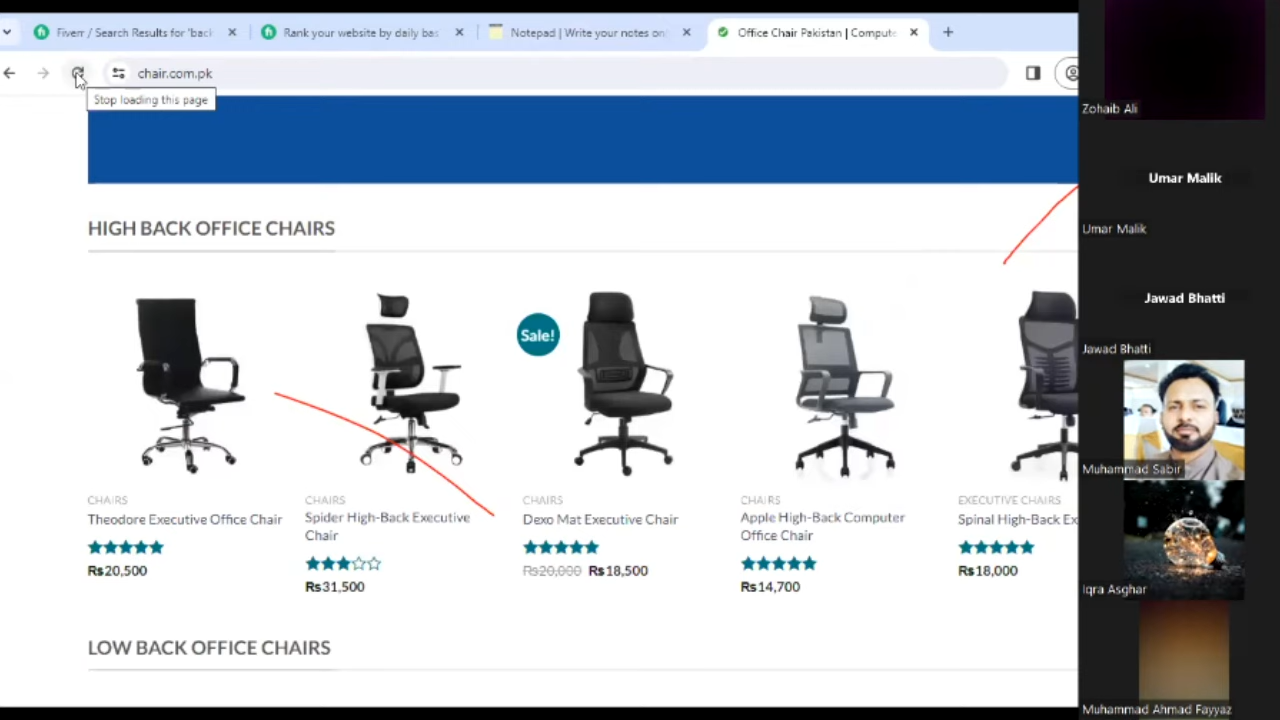 Fiverr / Search Results for 'back
Rank your website by daily bas
Notepad | Write your notes on
Office Chair Pakistan | Compute
chair.com.pk
Stop loading this page
HIGH BACK OFFICE CHAIRS
Sale!
CHAIRS
Theodore Executive Office Chair
Rs20,500
CHAIRS
Spider High-Back Executive
Chair
Rs31,500
CHAIRS
Dexo Mat Executive Chair
Rs20,000 Rs18,500
CHAIRS
Apple High-Back Computer
Office Chair
Rs14,700
EXECUTIVE CHAIRS
Spinal High-Back Ex
Rs18,000
LOW BACK OFFICE CHAIRS
Zohaib Ali
Umar Malik
Umar Malik
Jawad Bhatti
Jawad Bhatti
Muhammad Sabir
Iqra Asghar
Muhammad Ahmad Fayyaz